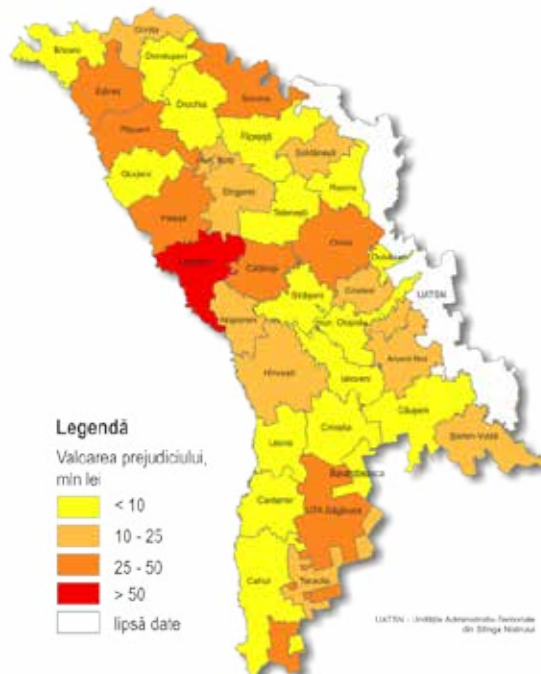 Ocnița
Briceni
Dondușeni
Edineț
Soroca
Drochia
Rîșcani
Florești
Șoldănești
mun. Bălți
Glodeni
Sîngerei
Rezina
Telenești
Fălești
Orhei
Ungheni
Călărași
Dubăsari
Criuleni
Strășeni
UATSN
Nisporeni
mun. Chișinău
Anenii Noi
Hîncești
Ialoveni
Căușeni
Ștefan-Vodă
Leova
Cimișlia
Basarabeasca
Cantemir
UTA Găgăuzia
Cahul
Taraclia
Legendă
Valoarea prejudiciului,
mln lei
< 10
10 - 25
25 - 50
> 50
lipsă date
UATSN - Unitățile Administrativ-Teritoriale
din Stînga Nistrului